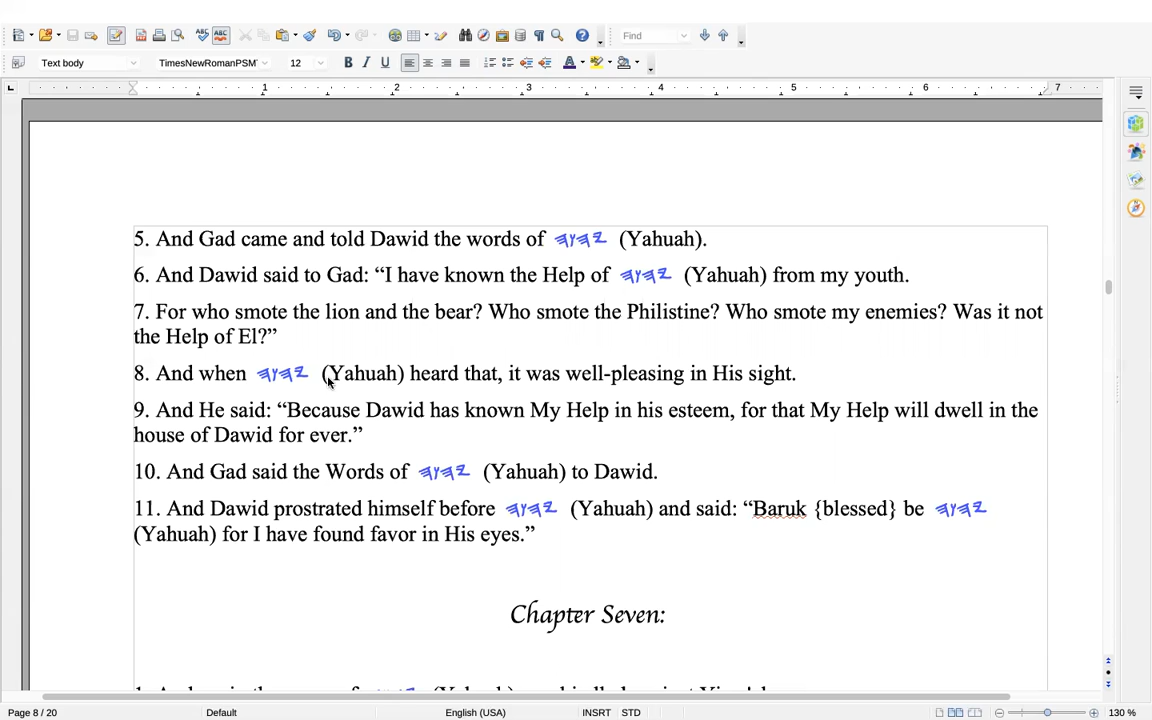 Find
Text body TimesNewRomanPSM 12
1 2 3 4 5 6 7
5. And Gad came and told Dawid the words of 𐤉𐤄𐤅𐤄 (Yahuah).
6. And Dawid said to Gad: “I have known the Help of 𐤉𐤄𐤅𐤄 (Yahuah) from my youth.
7. For who smote the lion and the bear? Who smote the Philistine? Who smote my enemies? Was it not
the Help of El?”
8. And when 𐤉𐤄𐤅𐤄 (Yahuah) heard that, it was well-pleasing in His sight.
9. And He said: “Because Dawid has known My Help in his esteem, for that My Help will dwell in the
house of Dawid for ever.”
10. And Gad said the Words of 𐤉𐤄𐤅𐤄 (Yahuah) to Dawid.
11. And Dawid prostrated himself before 𐤉𐤄𐤅𐤄 (Yahuah) and said: “Baruk {blessed} be 𐤉𐤄𐤅𐤄
(Yahuah) for I have found favor in His eyes.”
Chapter Seven:
Page 8 / 20 Default English (USA) INSRT STD 130 %